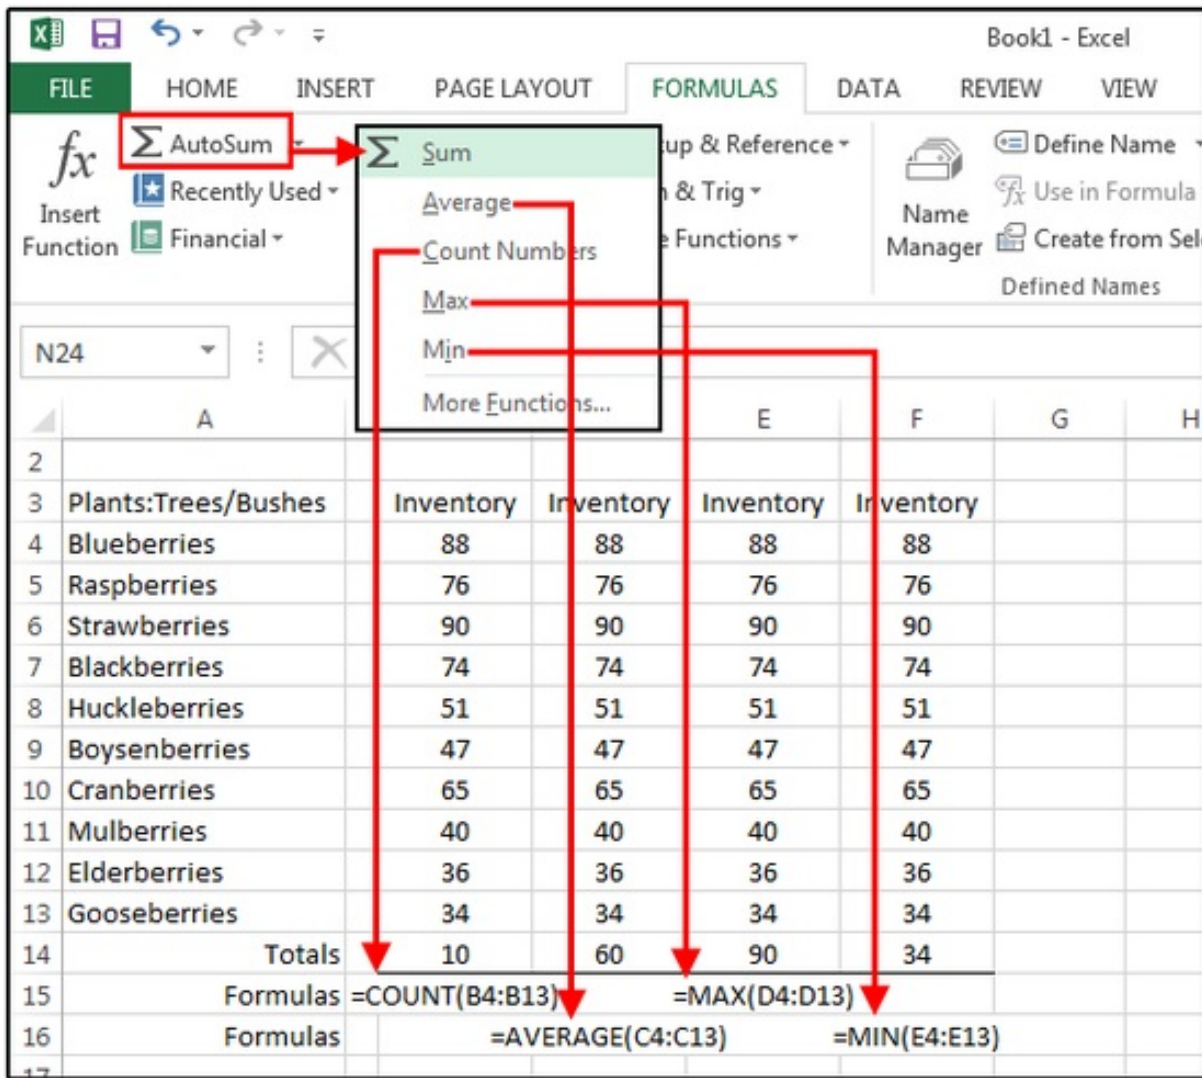 Book1 - Excel
FILE HOME INSERT PAGE LAYOUT FORMULAS DATA REVIEW VIEW
fx
Insert
Function
Σ AutoSum
Recently Used
Financial
Σ Sum
Average
Count Numbers
Max
Min
More Functions...
& Reference
& Trig
Functions
Name
Manager
Define Name
Use in Formula
Create from
Defined Names
N24
A E F G H
2
3 Plants:Trees/Bushes Inventory Inventory Inventory Inventory
4 Blueberries 88 88 88 88
5 Raspberries 76 76 76 76
6 Strawberries 90 90 90 90
7 Blackberries 74 74 74 74
8 Huckleberries 51 51 51 51
9 Boysenberries 47 47 47 47
10 Cranberries 65 65 65 65
11 Mulberries 40 40 40 40
12 Elderberries 36 36 36 36
13 Gooseberries 34 34 34 34
14 Totals 10 60 90 34
15 Formulas =COUNT(B4:B13) =MAX(D4:D13)
16 Formulas =AVERAGE(C4:C13) =MIN(E4:E13)
17